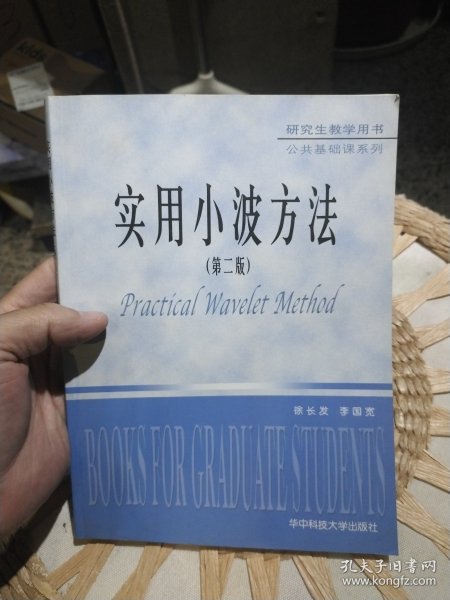 研究生教学用书
公共基础课系列
实用小波方法
(第二版)
Practical Wavelet Method
徐长发 李国宽
BOOKS FOR GRADUATE STUDENTS
华中科技大学出版社
孔夫子旧书网
www.kongfz.com